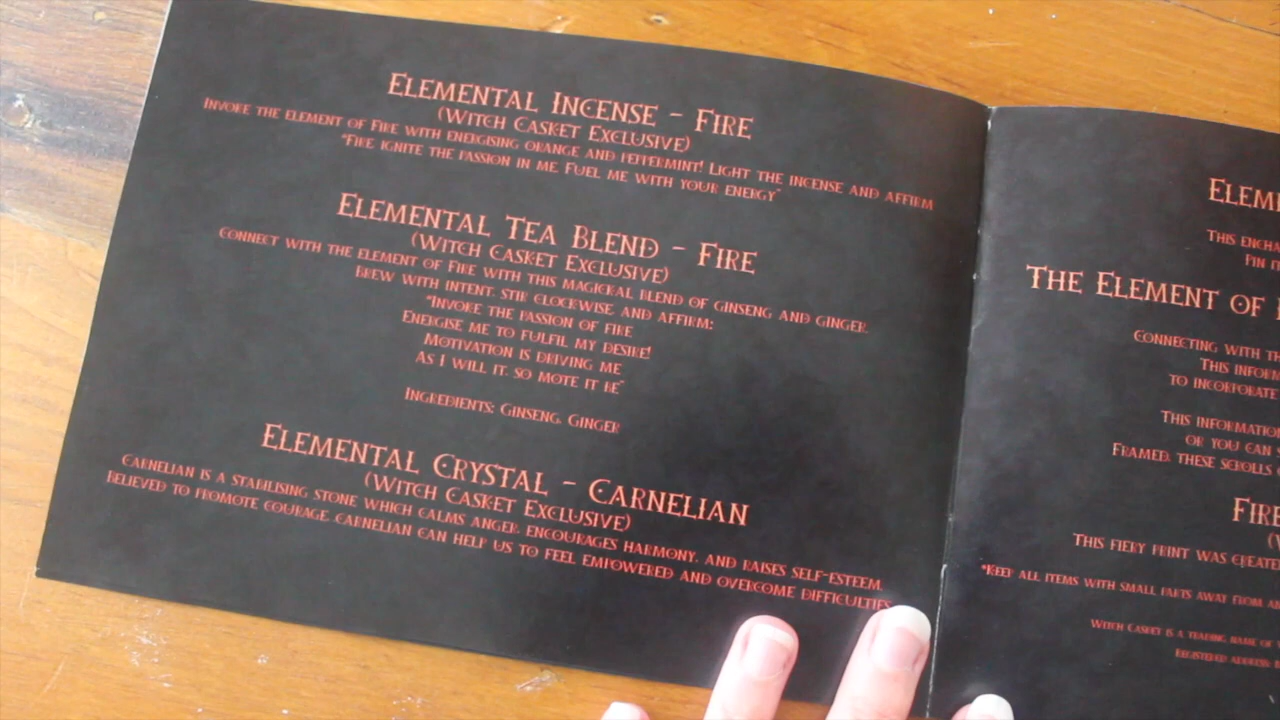 Elemental Incense - Fire
(Witch Casket Exclusive)
Invoke the element of Fire with energising orange and peppermint! Light the incense and affirm
"Fire ignite the passion in me, Fuel me with your energy"
Elemental Tea Blend - Fire
(Witch Casket Exclusive)
Connect with the element of Fire with this magickal blend of ginseng and ginger.
Brew with intent, stir clockwise and affirm:
"Invoke the passion of fire
Energise me to fulfil my desire!
Motivation is driving me
As I will it, so mote it be"
Ingredients: Ginseng, Ginger
Elemental Crystal - Carnelian
(Witch Casket Exclusive)
Carnelian is a stabilising stone which calms anger, encourages harmony, and raises self-esteem.
Believed to promote courage, carnelian can help us to feel empowered and overcome difficulties.
This encha
Pin it
The Element of
Connecting with th
This inform
to incorporate
This information
or you can s
Framed, these scrolls
Fire
This fiery print was create
*Keep all items with small parts away from a
Witch Casket is a trading name of
Registered address: